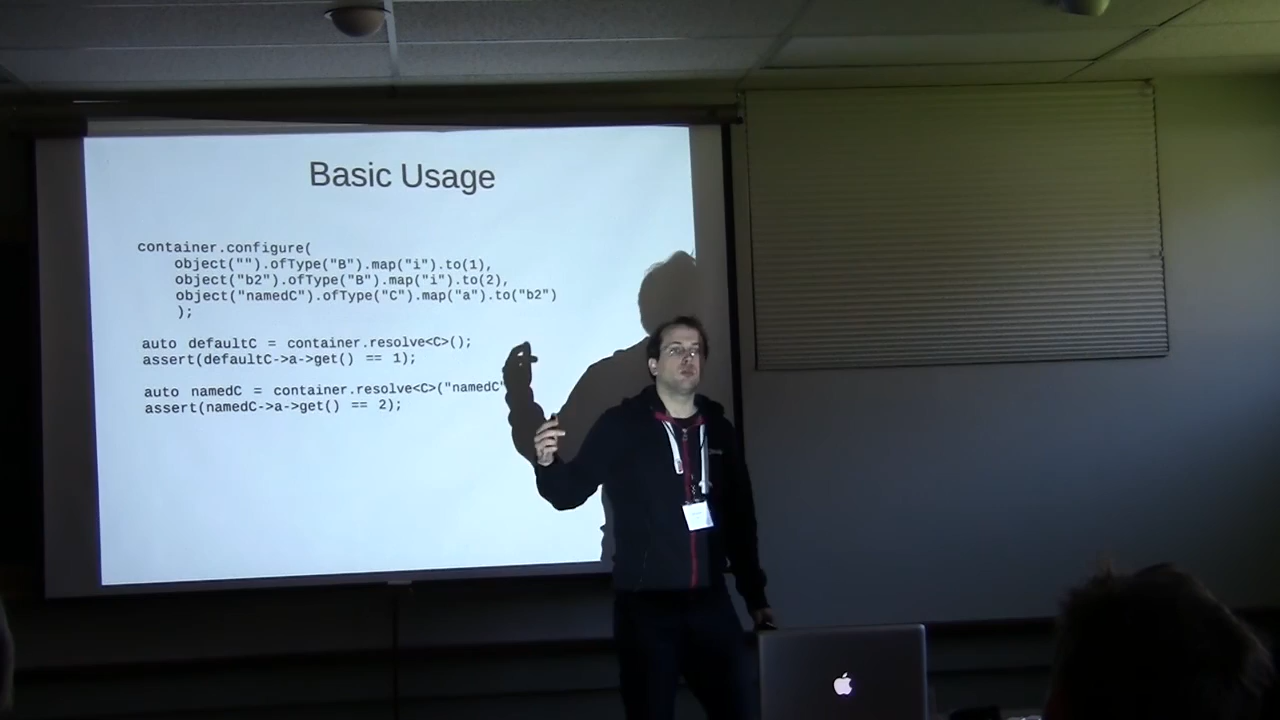 Basic Usage
container.configure(
object("").ofType("B").map("i").to(1),
object("b2").ofType("B").map("i").to(2),
object("namedC").ofType("C").map("a").to("b2")
);
auto defaultC = container.resolve<C>();
assert(defaultC->a->get() == 1);
auto namedC = container.resolve<C>("namedC"
assert(namedC->a->get() == 2);